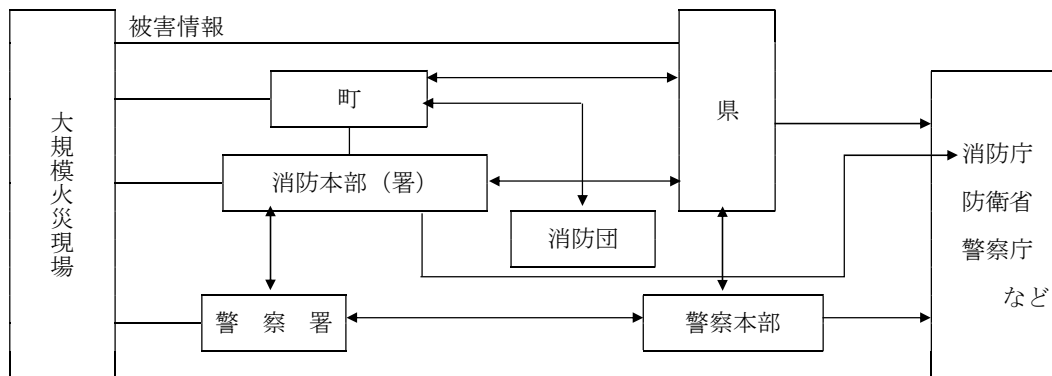 被害情報
大規模火災現場
町
県
消防本部（署）
消防団
消防庁
防衛省
警察庁
など
警　察　署
警察本部